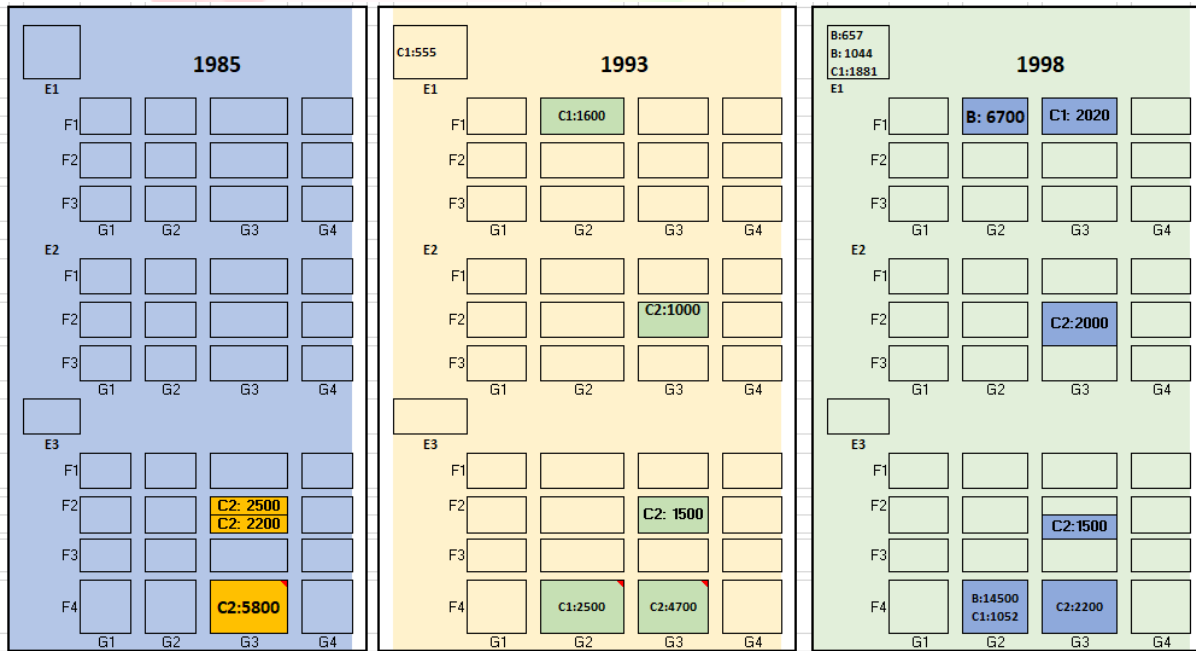 1985
E1
F1
F2
F3
G1 G2 G3 G4
E2
F1
F2
F3
G1 G2 G3 G4
E3
F1
F2
C2: 2500
C2: 2200
F3
F4
C2:5800
G1 G2 G3 G4
C1:555
1993
E1
F1
C1:1600
F2
F3
G1 G2 G3 G4
E2
F1
F2
C2:1000
F3
G1 G2 G3 G4
E3
F1
F2
C2: 1500
F3
F4
C1:2500
C2:4700
G1 G2 G3 G4
B:657
B: 1044
C1:1881
1998
E1
F1
B: 6700
C1: 2020
F2
F3
G1 G2 G3 G4
E2
F1
F2
C2:2000
F3
G1 G2 G3 G4
E3
F1
F2
C2:1500
F3
F4
B:14500
C1:1052
C2:2200
G1 G2 G3 G4